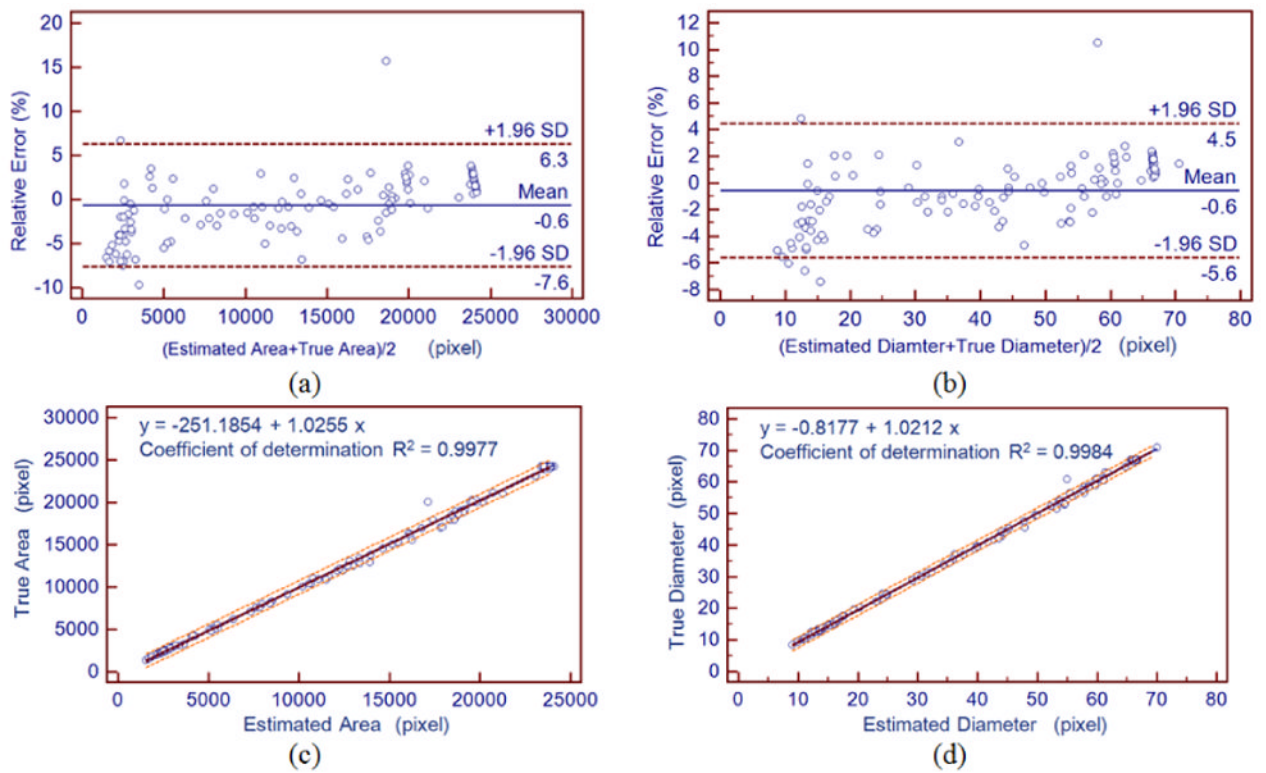 20
15
10
5
0
-5
-10
Relative Error (%)
+1.96 SD
6.3
Mean
-0.6
-1.96 SD
-7.6
0 5000 10000 15000 20000 25000 30000
(Estimated Area+True Area)/2 (pixel)
(a)
12
10
8
6
4
2
0
-2
-4
-6
-8
Relative Error (%)
+1.96 SD
4.5
Mean
-0.6
-1.96 SD
-5.6
0 10 20 30 40 50 60 70 80
(Estimated Diamter+True Diameter)/2 (pixel)
(b)
30000
25000
20000
15000
10000
5000
0
True Area (pixel)
y = -251.1854 + 1.0255 x
Coefficient of determination R² = 0.9977
0 5000 10000 15000 20000 25000
Estimated Area (pixel)
(c)
80
70
60
50
40
30
20
10
0
True Diameter (pixel)
y = -0.8177 + 1.0212 x
Coefficient of determination R² = 0.9984
0 10 20 30 40 50 60 70 80
Estimated Diameter (pixel)
(d)